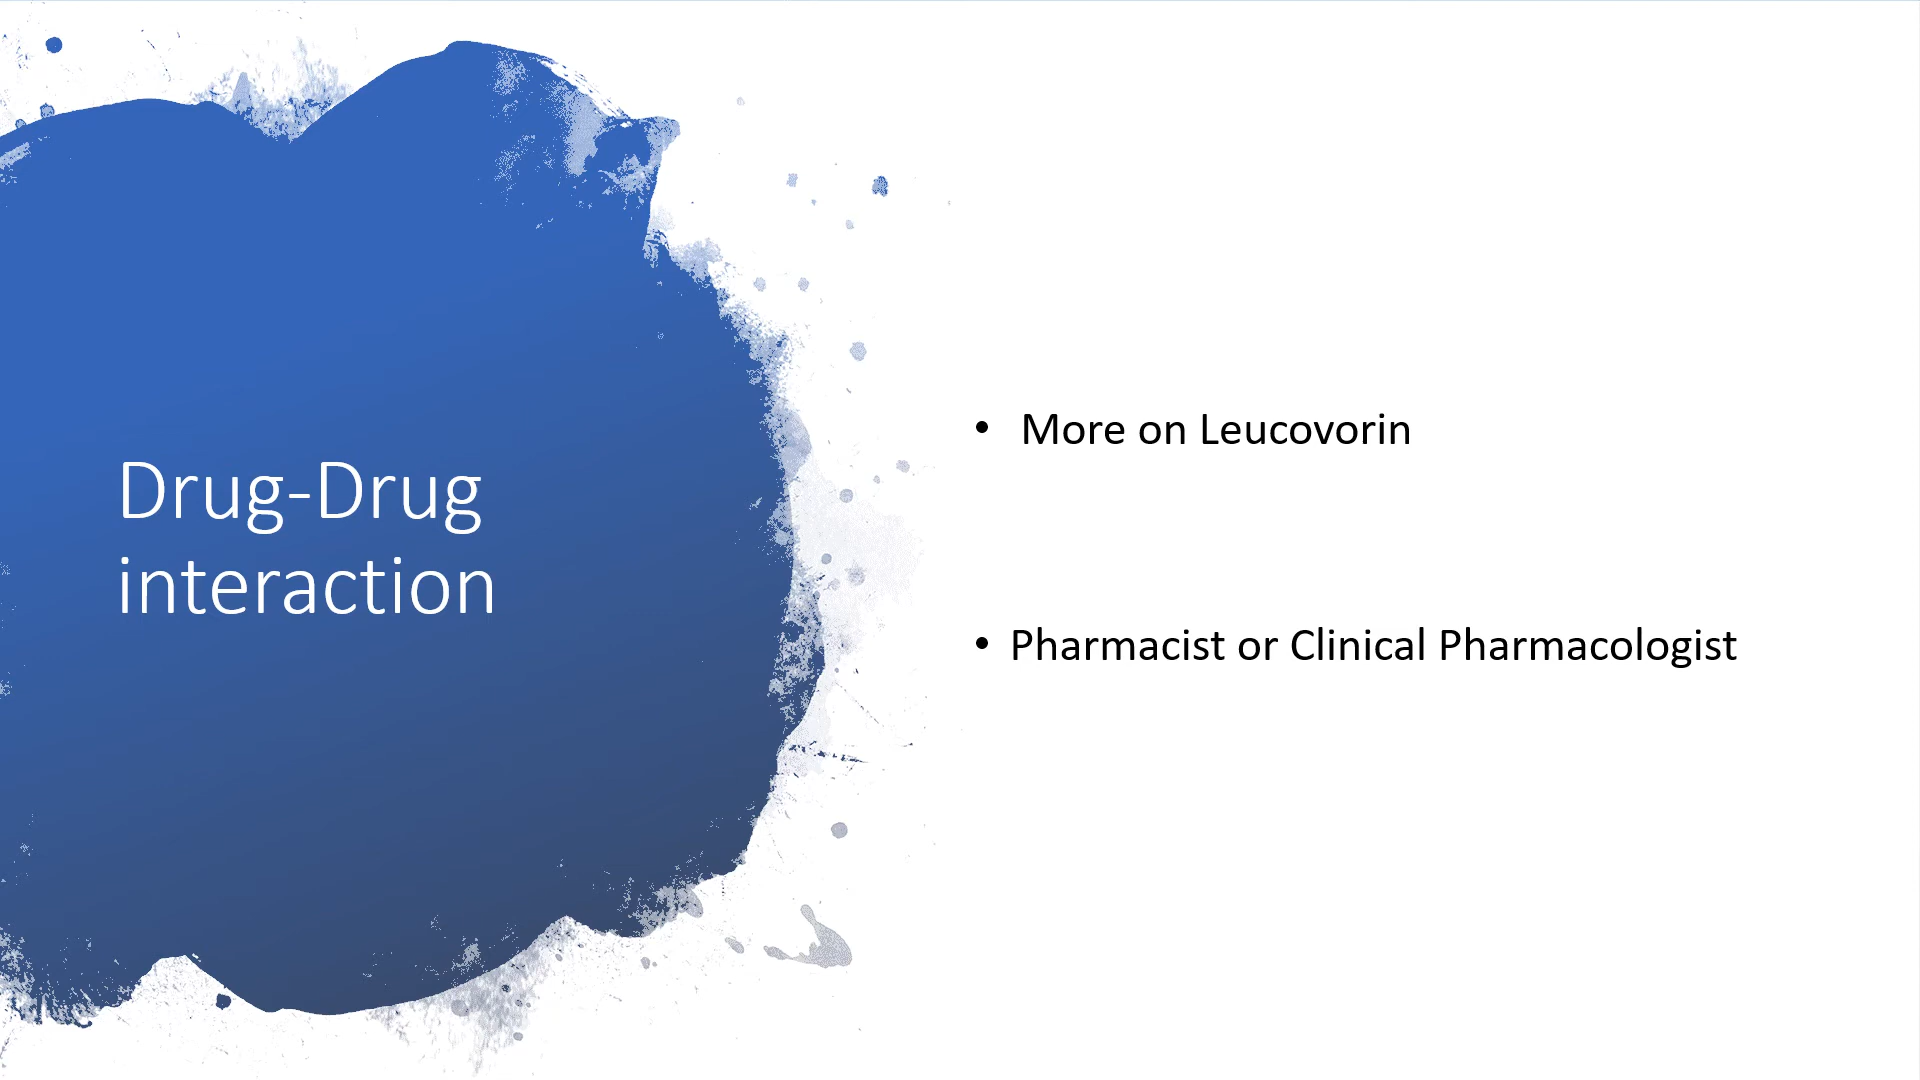 Drug-Drug
interaction
• More on Leucovorin
• Pharmacist or Clinical Pharmacologist